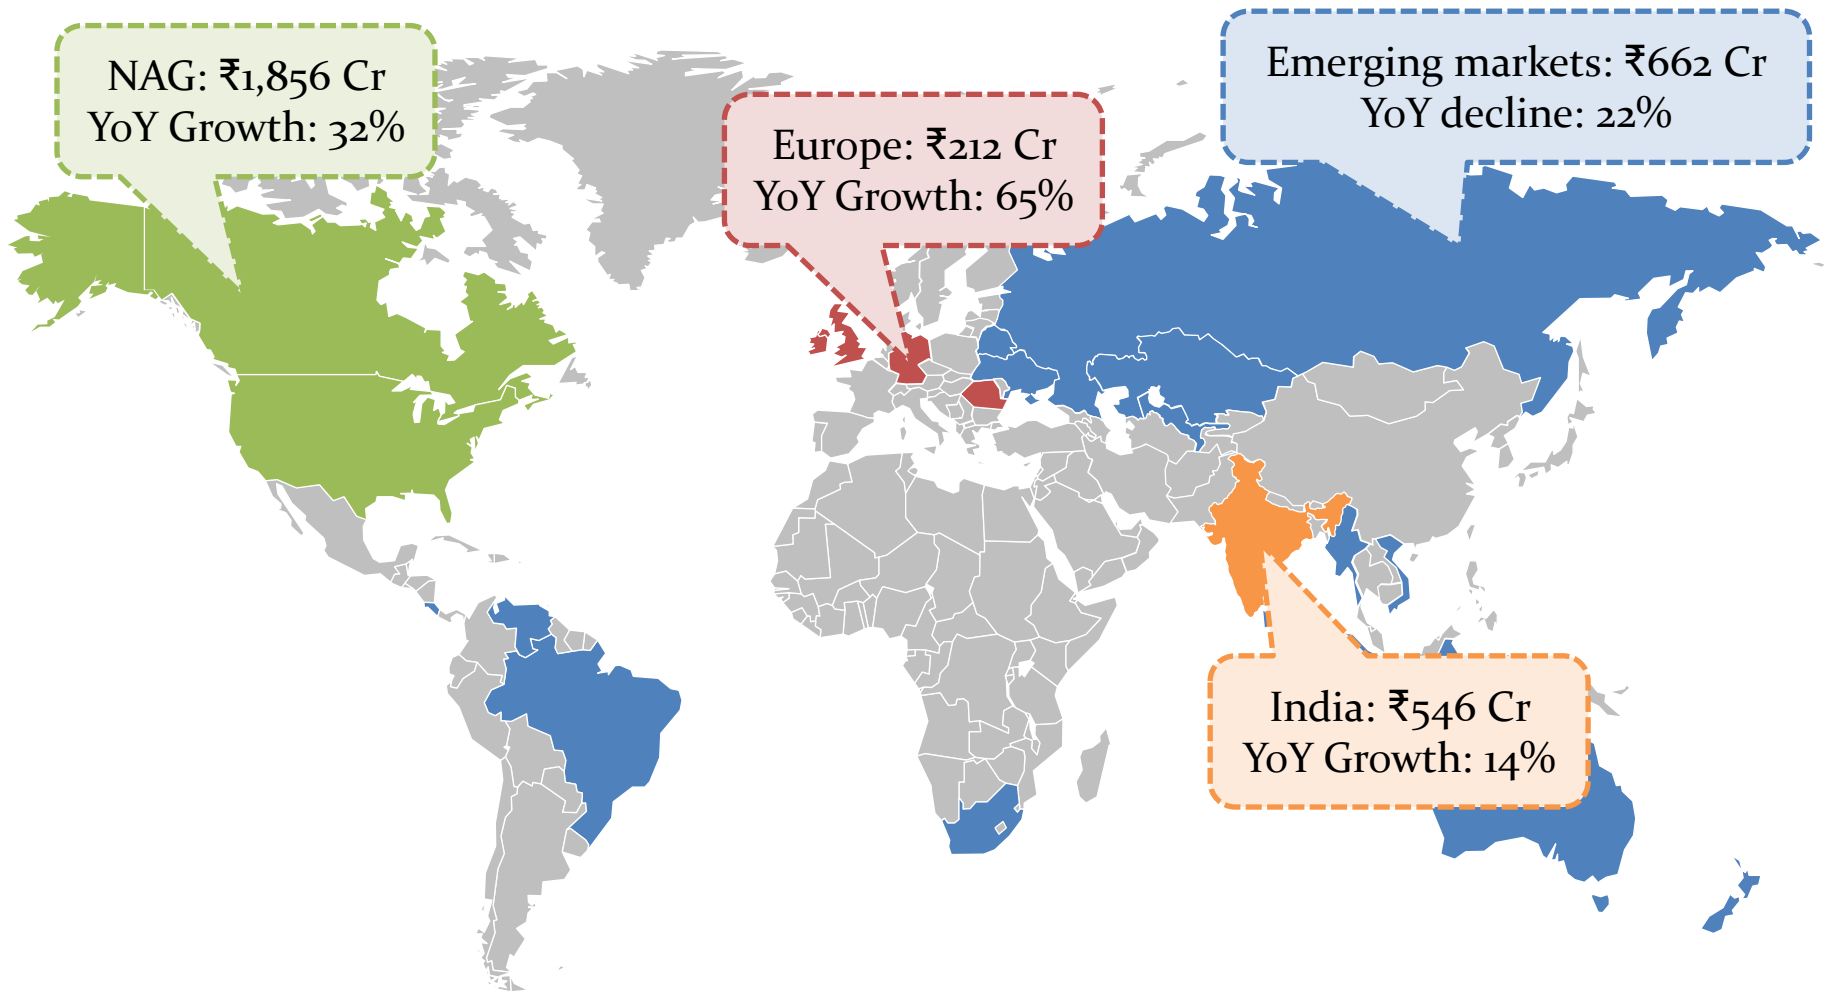 NAG: ₹1,856 Cr
YoY Growth: 32%
Europe: ₹212 Cr
YoY Growth: 65%
Emerging markets: ₹662 Cr
YoY decline: 22%
India: ₹546 Cr
YoY Growth: 14%